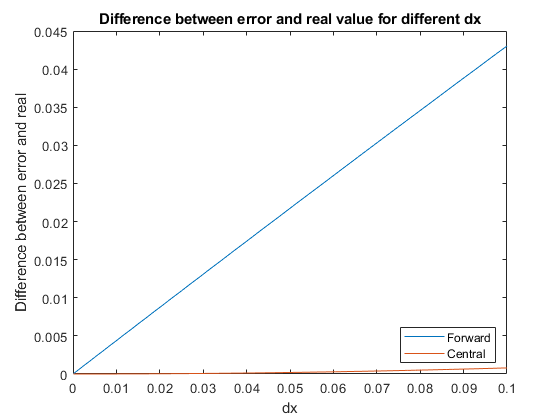 Difference between error and real value for different dx
Difference between error and real
0.045
0.04
0.035
0.03
0.025
0.02
0.015
0.01
0.005
0
Forward
Central
0 0.01 0.02 0.03 0.04 0.05 0.06 0.07 0.08 0.09 0.1
dx